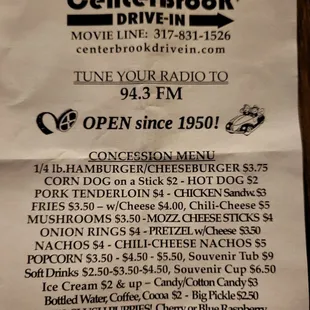 CenterBrook
DRIVE-IN
MOVIE LINE: 317-831-1526
centerbrookdrivein.com
TUNE YOUR RADIO TO
94.3 FM
OPEN since 1950!
CONCESSION MENU
1/4 lb.HAMBURGER/CHEESEBURGER $3.75
CORN DOG on a Stick $2 - HOT DOG $2
PORK TENDERLOIN $4 - CHICKEN Sandw. $3
FRIES $3.50 – w/Cheese $4.00, Chili-Cheese $5
MUSHROOMS $3.50 - MOZZ. CHEESE STICKS $4
ONION RINGS $4 - PRETZEL w/Cheese $3.50
NACHOS $4 - CHILI-CHEESE NACHOS $5
POPCORN $3.50 - $4.50 - $5.50, Souvenir Tub $9
Soft Drinks $2.50-$3.50-$4.50, Souvenir Cup $6.50
Ice Cream $2 & up – Candy/Cotton Candy $3
Bottled Water, Coffee, Cocoa $2 - Big Pickle $2.50
Cherry or Blue Raspberry